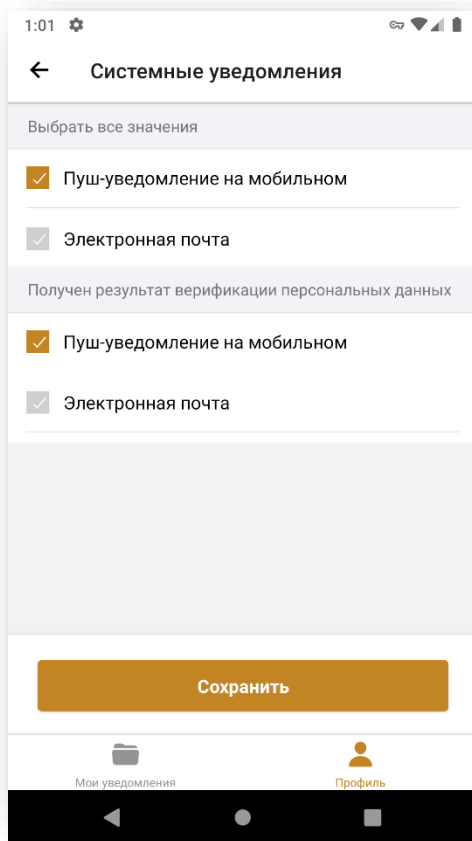 1:01
Системные уведомления
Выбрать все значения
Пуш-уведомление на мобильном
Электронная почта
Получен результат верификации персональных данных
Пуш-уведомление на мобильном
Электронная почта
Сохранить
Мои уведомления
Профиль